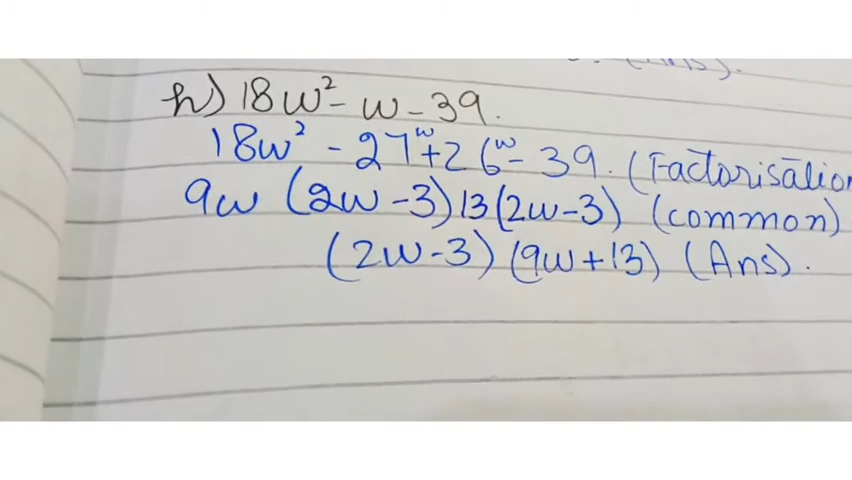 h) 18w² - w - 39.
18w² - 27w + 26w - 39. (Factorisation
9w (2w - 3) 13 (2w - 3) (common)
(2w - 3) (9w + 13) (Ans).